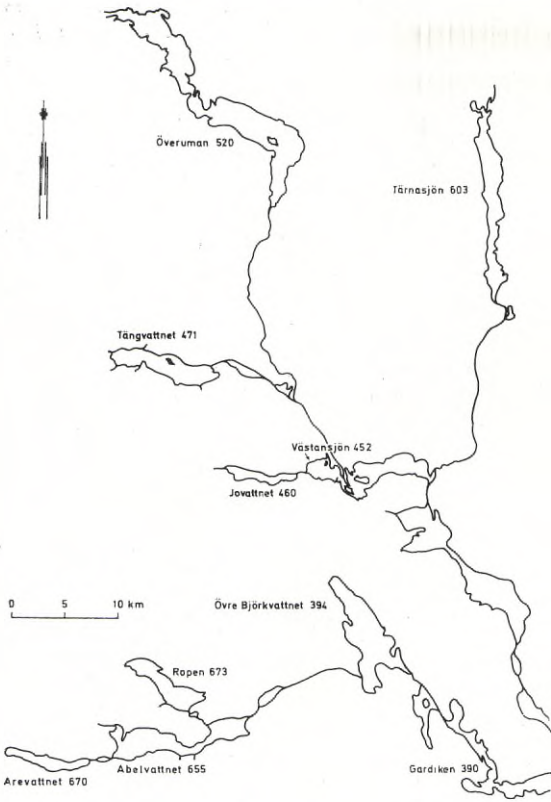 Överuman 520
Tärnasjön 603
Tängvattnet 471
Västansjön 452
Jovattnet 460
0 5 10 km
Övre Björkvattnet 394
Ropen 673
Arevattnet 670
Abelvattnet 655
Gardiken 390